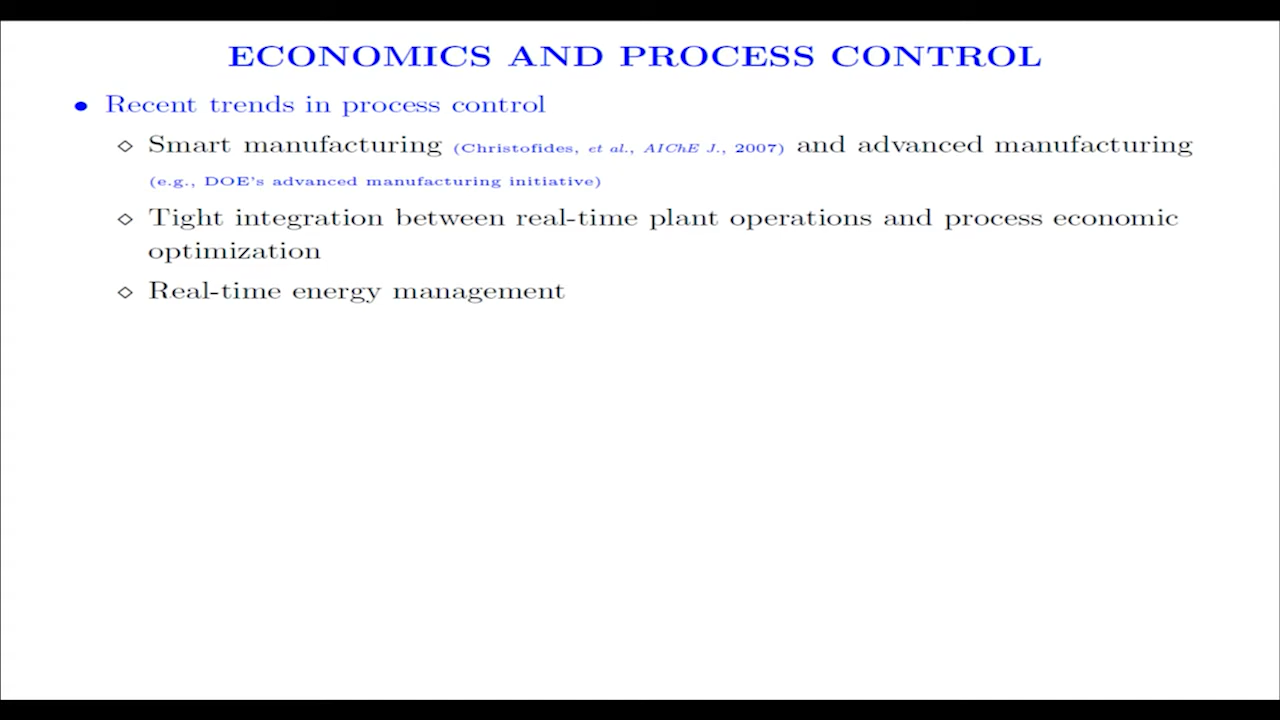 ECONOMICS AND PROCESS CONTROL
• Recent trends in process control
⋄ Smart manufacturing (Christofides, et al., AIChE J., 2007) and advanced manufacturing
(e.g., DOE's advanced manufacturing initiative)
⋄ Tight integration between real-time plant operations and process economic
optimization
⋄ Real-time energy management